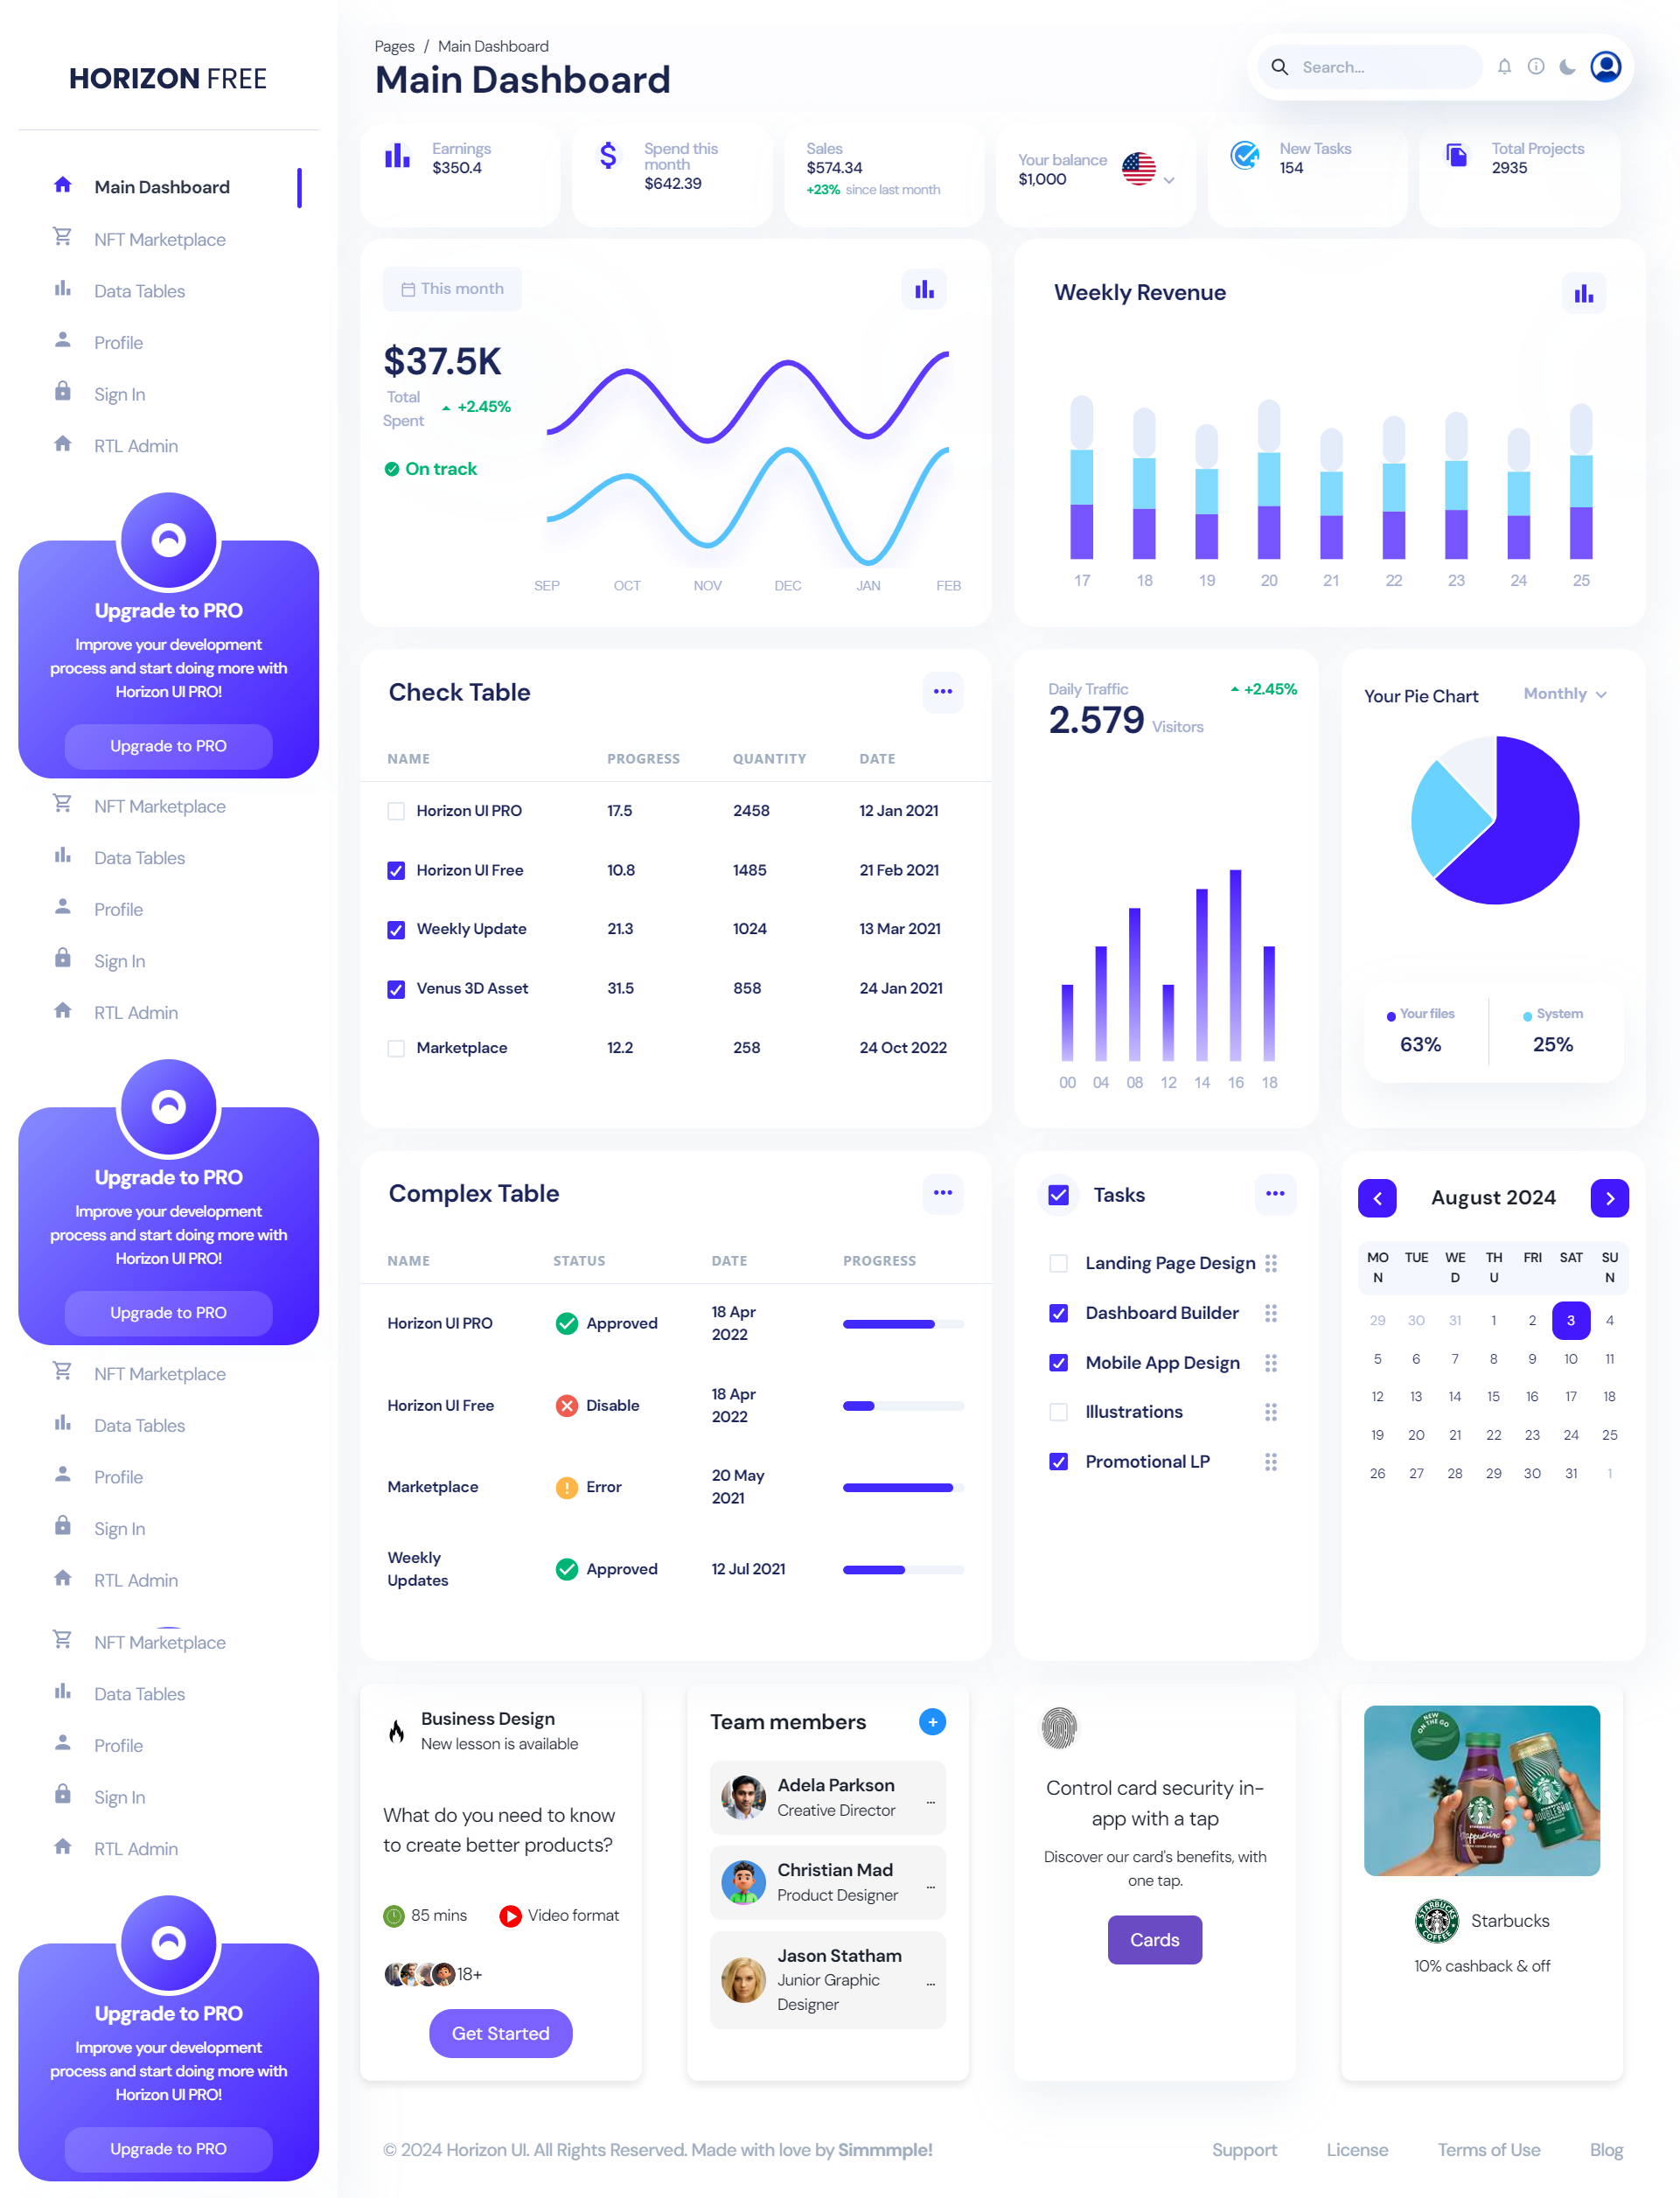 HORIZON FREE
Main Dashboard
NFT Marketplace
Data Tables
Profile
Sign In
RTL Admin
Upgrade to PRO
Improve your development
process and start doing more with
Horizon UI PRO!
Upgrade to PRO
NFT Marketplace
Data Tables
Profile
Sign In
RTL Admin
Upgrade to PRO
Improve your development
process and start doing more with
Horizon UI PRO!
Upgrade to PRO
NFT Marketplace
Data Tables
Profile
Sign In
RTL Admin
NFT Marketplace
Data Tables
Profile
Sign In
RTL Admin
Upgrade to PRO
Improve your development
process and start doing more with
Horizon UI PRO!
Upgrade to PRO
Pages / Main Dashboard
Main Dashboard
Search...
Earnings
$350.4
Spend this
month
$642.39
Sales
$574.34
+23% since last month
Your balance
$1,000
New Tasks
154
Total Projects
2935
This month
$37.5K
Total
Spent
+2.45%
On track
SEP OCT NOV DEC JAN FEB
Weekly Revenue
17 18 19 20 21 22 23 24 25
Check Table
NAME PROGRESS QUANTITY DATE
Horizon UI PRO 17.5 2458 12 Jan 2021
Horizon UI Free 10.8 1485 21 Feb 2021
Weekly Update 21.3 1024 13 Mar 2021
Venus 3D Asset 31.5 858 24 Jan 2021
Marketplace 12.2 258 24 Oct 2022
Daily Traffic
+2.45%
2.579 Visitors
00 04 08 12 14 16 18
Your Pie Chart
Monthly
Your files
63%
System
25%
Complex Table
NAME STATUS DATE PROGRESS
Horizon UI PRO Approved 18 Apr
2022
Horizon UI Free Disable 18 Apr
2022
Marketplace Error 20 May
2021
Weekly
Updates Approved 12 Jul 2021
Tasks
Landing Page Design
Dashboard Builder
Mobile App Design
Illustrations
Promotional LP
August 2024
MO TUE WE TH FRI SAT SU
N D U N
29 30 31 1 2 3 4
5 6 7 8 9 10 11
12 13 14 15 16 17 18
19 20 21 22 23 24 25
26 27 28 29 30 31 1
Business Design
New lesson is available
What do you need to know
to create better products?
85 mins
Video format
18+
Get Started
Team members
+
Adela Parkson
Creative Director
...
Christian Mad
Product Designer
...
Jason Statham
Junior Graphic
Designer
...
Control card security in-
app with a tap
Discover our card's benefits, with
one tap.
Cards
NEW
ON THE GO
frappuccino
DOUBLESHOT
STARBUCKS
COFFEE
Starbucks
10% cashback & off
© 2024 Horizon UI. All Rights Reserved. Made with love by Simmmple!
Support
License
Terms of Use
Blog